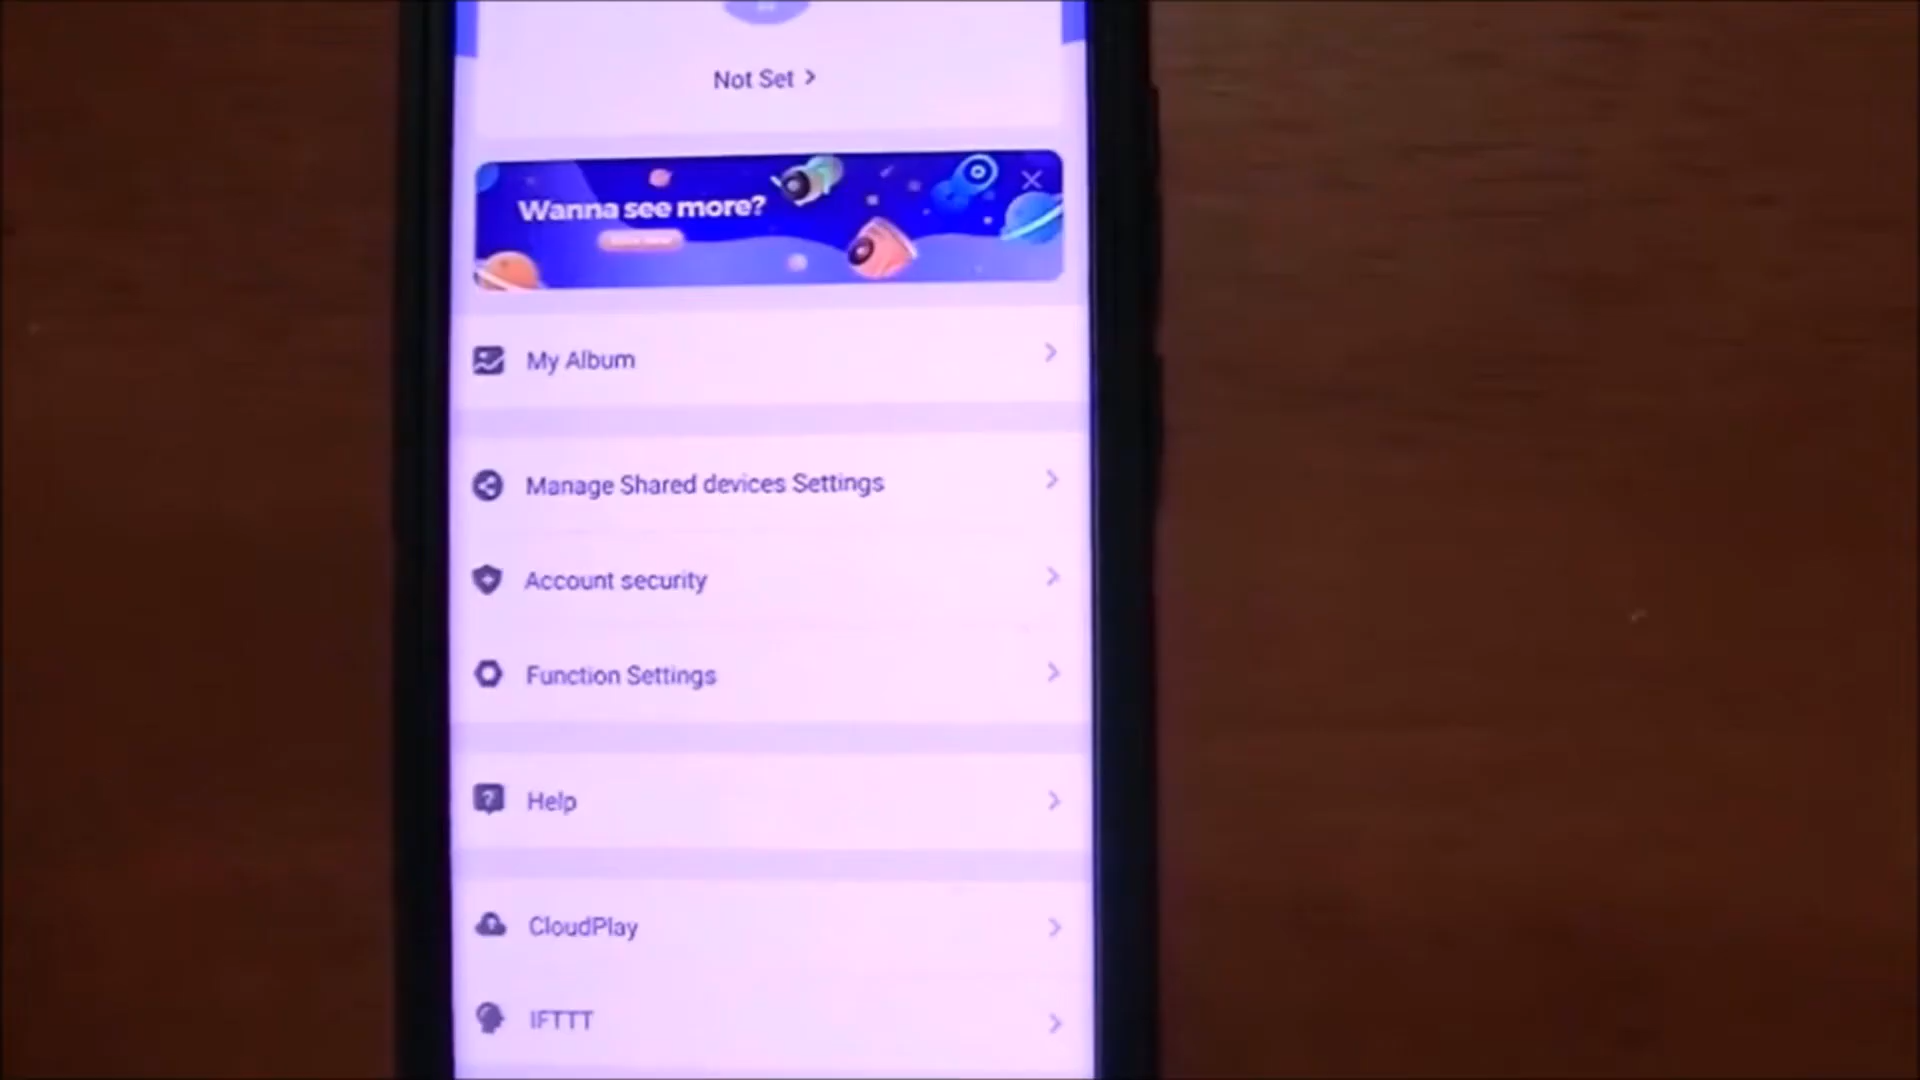 Not Set
Wanna see more?
My Album
Manage Shared devices Settings
Account security
Function Settings
Help
CloudPlay
IFTTT